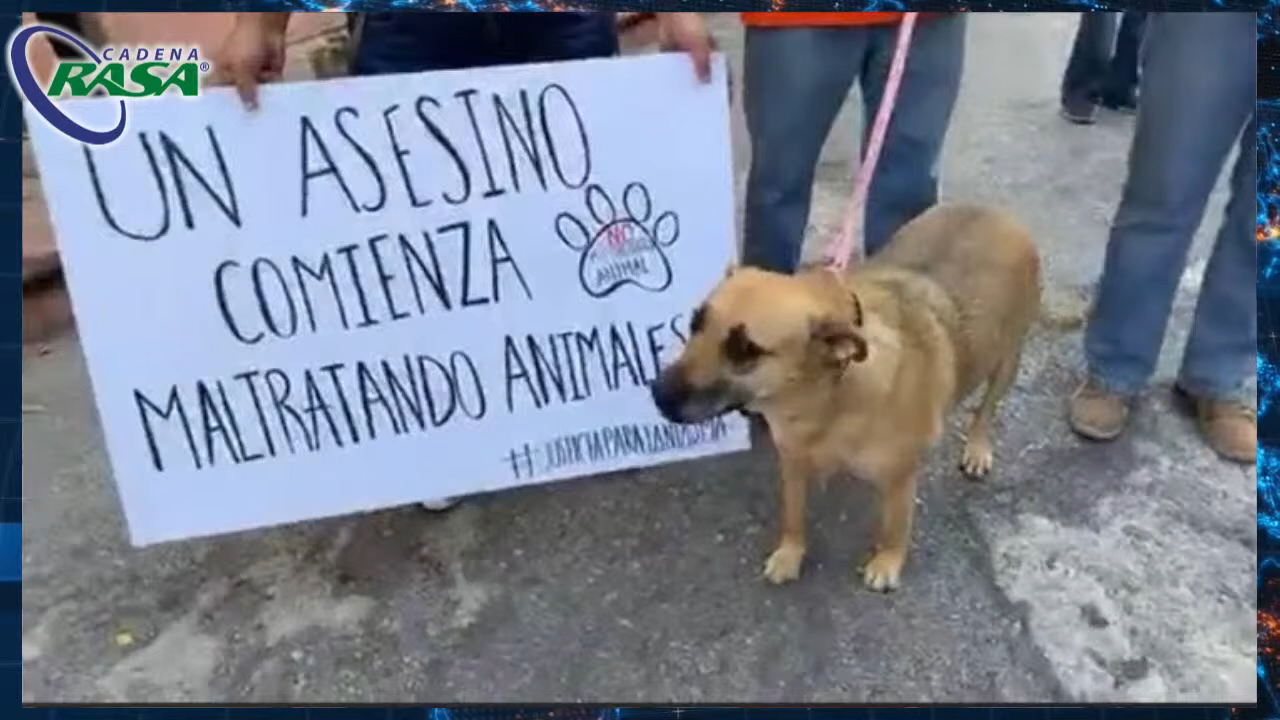 CADENA
RASA®
UN ASESINO
COMIENZA
NO
ANIMAL
MALTRATANDO ANIMALES